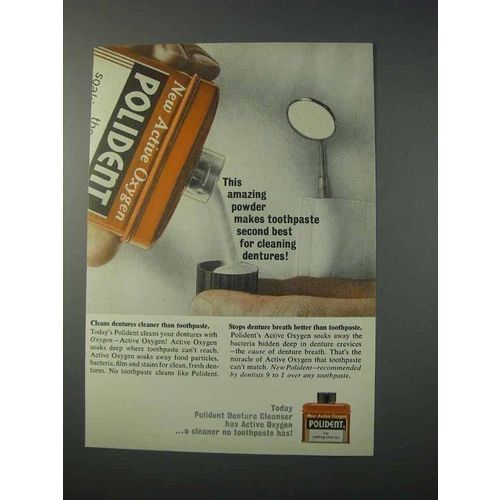 New Active Oxygen
POLIDENT
This
amazing
powder
makes toothpaste
second best
for cleaning
dentures!
Cleans dentures cleaner than toothpaste.
Today's Polident cleans your dentures with
Oxygen—Active Oxygen! Active Oxygen
soaks deep where toothpaste can't reach.
Active Oxygen soaks away food particles,
bacteria, film and stains for clean, fresh den-
tures. No toothpaste cleans like Polident.
Stops denture breath better than toothpaste.
Polident's Active Oxygen soaks away the
bacteria hidden deep in denture crevices
—the cause of denture breath. That's the
miracle of Active Oxygen that toothpaste
can't match. New Polident—recommended
by dentists 9 to 1 over any toothpaste.
Today
Polident Denture Cleanser
has Active Oxygen
...a cleaner no toothpaste has!
New Active Oxygen
POLIDENT.